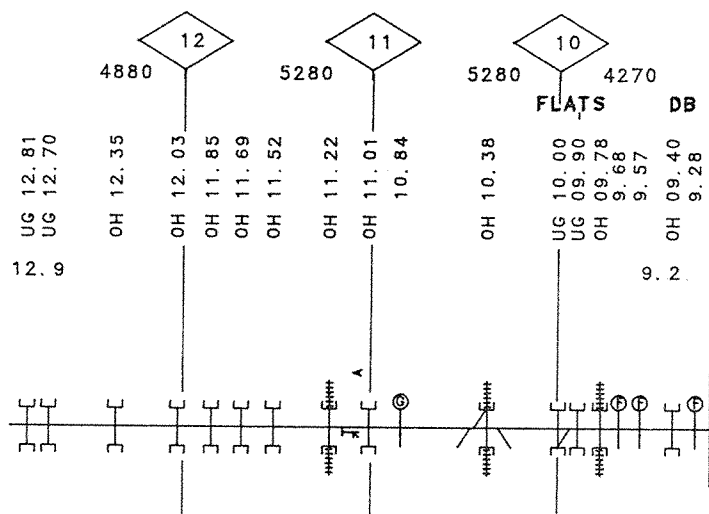 12
11
10
4880
5280
5280
4270
FLATS
DB
UG 12.81
UG 12.70
OH 12.35
OH 12.03
OH 11.85
OH 11.69
OH 11.52
OH 11.22
OH 11.01
10.84
OH 10.38
UG 10.00
UG 09.90
OH 09.78
9.68
9.57
OH 09.40
9.28
12.9
9.2
A
G
F
F
F